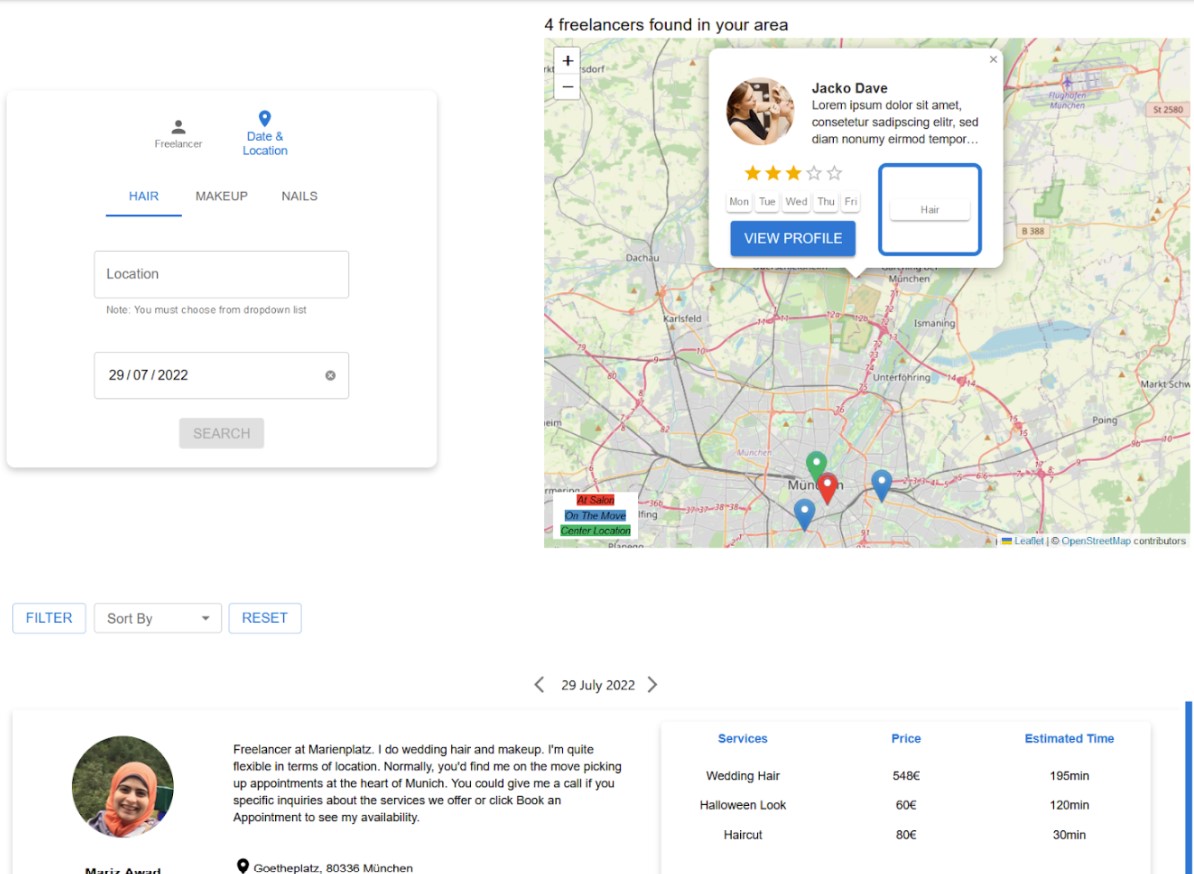 4 freelancers found in your area
Freelancer
Date &
Location
HAIR MAKEUP NAILS
Location
Note: You must choose from dropdown list
29 / 07 / 2022
SEARCH
+
−
Jacko Dave
Lorem ipsum dolor sit amet,
consetetur sadipscing elitr, sed
diam nonumy eirmod tempor…
Mon Tue Wed Thu Fri
VIEW PROFILE
Hair
Flughafen
München
St 2580
B 388
Dachau
München
Karlsfeld
Ismaning
Unterföhring
Markt Schw
Poing
München
München
At Salon
On The Move
Center Location
Leaflet | © OpenStreetMap contributors
FILTER
Sort By
RESET
29 July 2022
Freelancer at Marienplatz. I do wedding hair and makeup. I'm quite
flexible in terms of location. Normally, you'd find me on the move picking
up appointments at the heart of Munich. You could give me a call if you
specific inquiries about the services we offer or click Book an
Appointment to see my availability.
Goetheplatz, 80336 München
Mariz Awad
Services Price Estimated Time
Wedding Hair 548€ 195min
Halloween Look 60€ 120min
Haircut 80€ 30min